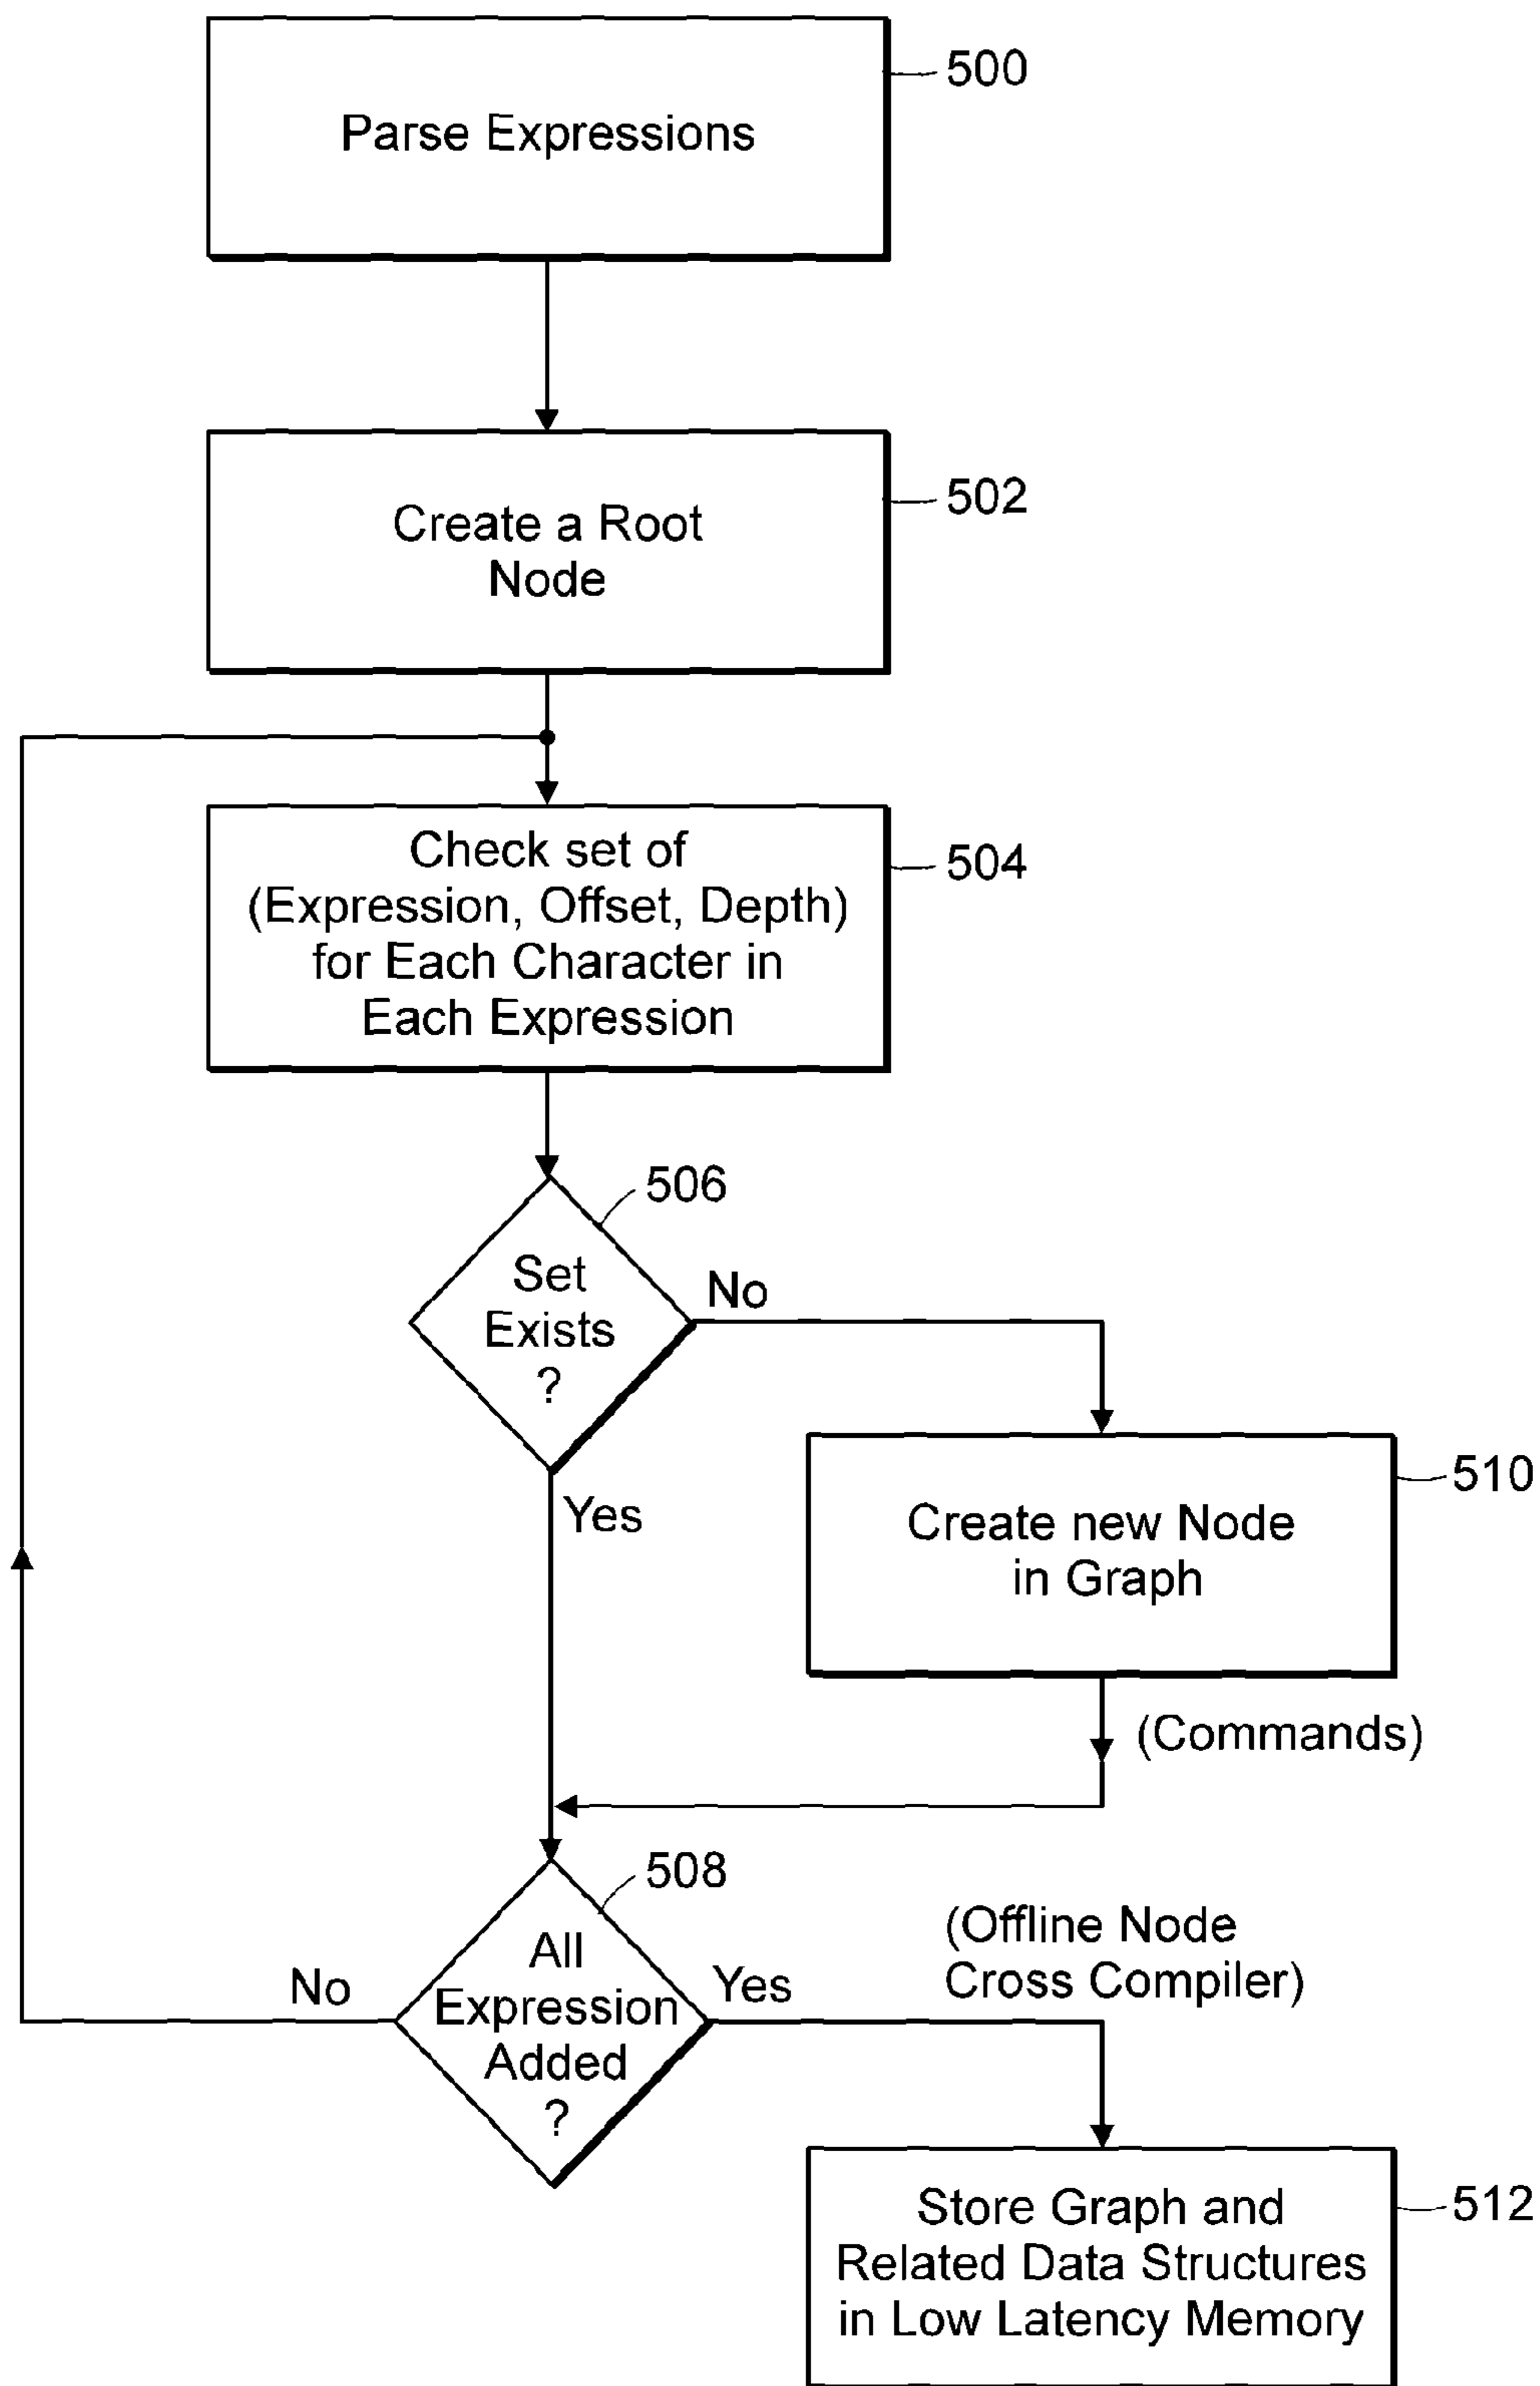 Parse Expressions
500
Create a Root
Node
502
Check set of
(Expression, Offset, Depth)
for Each Character in
Each Expression
504
506
Set
Exists
?
No
Yes
Create new Node
in Graph
510
(Commands)
508
All
Expression
Added
?
No
Yes
(Offline Node
Cross Compiler)
Store Graph and
Related Data Structures
in Low Latency Memory
512